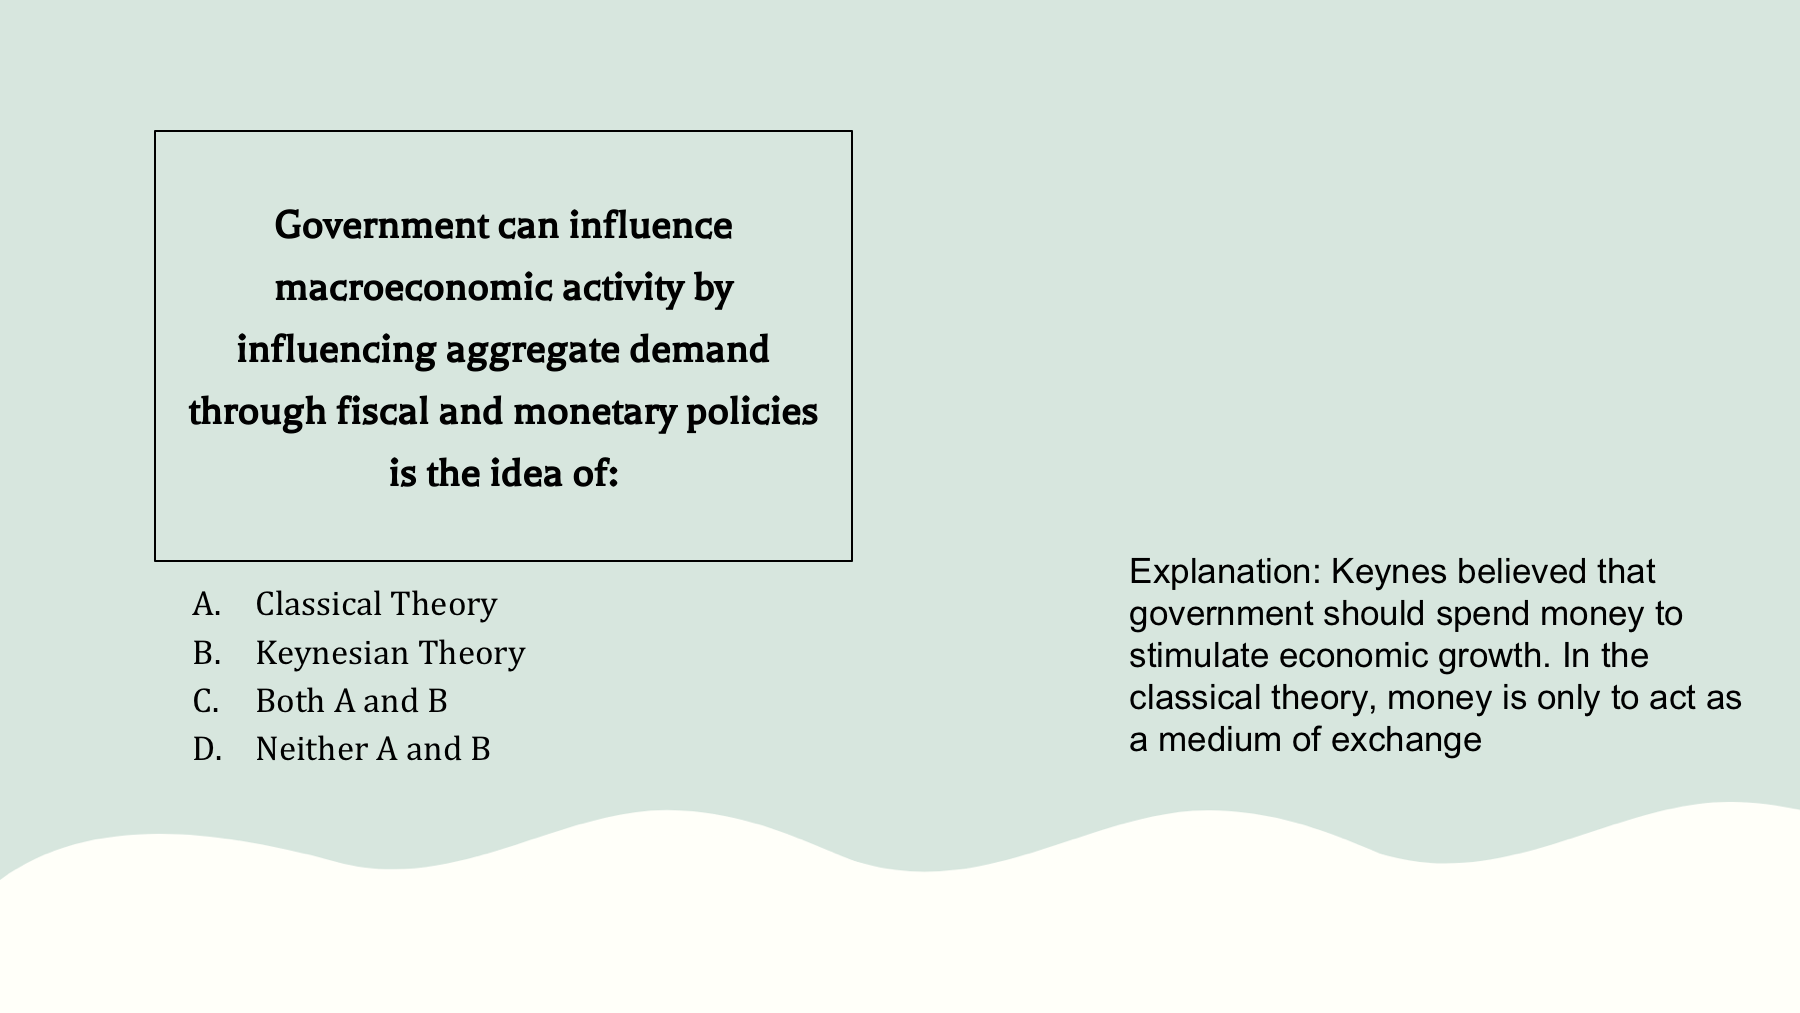 Government can influence
macroeconomic activity by
influencing aggregate demand
through fiscal and monetary policies
is the idea of:
A. Classical Theory
B. Keynesian Theory
C. Both A and B
D. Neither A and B
Explanation: Keynes believed that
government should spend money to
stimulate economic growth. In the
classical theory, money is only to act as
a medium of exchange